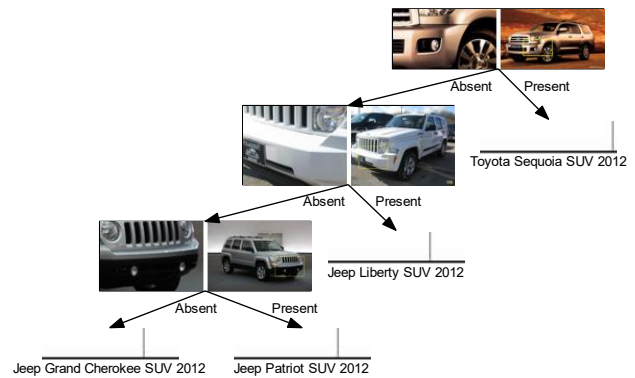 Absent
Present
Toyota Sequoia SUV 2012
Absent
Present
Jeep Liberty SUV 2012
Absent
Present
Jeep Grand Cherokee SUV 2012
Jeep Patriot SUV 2012